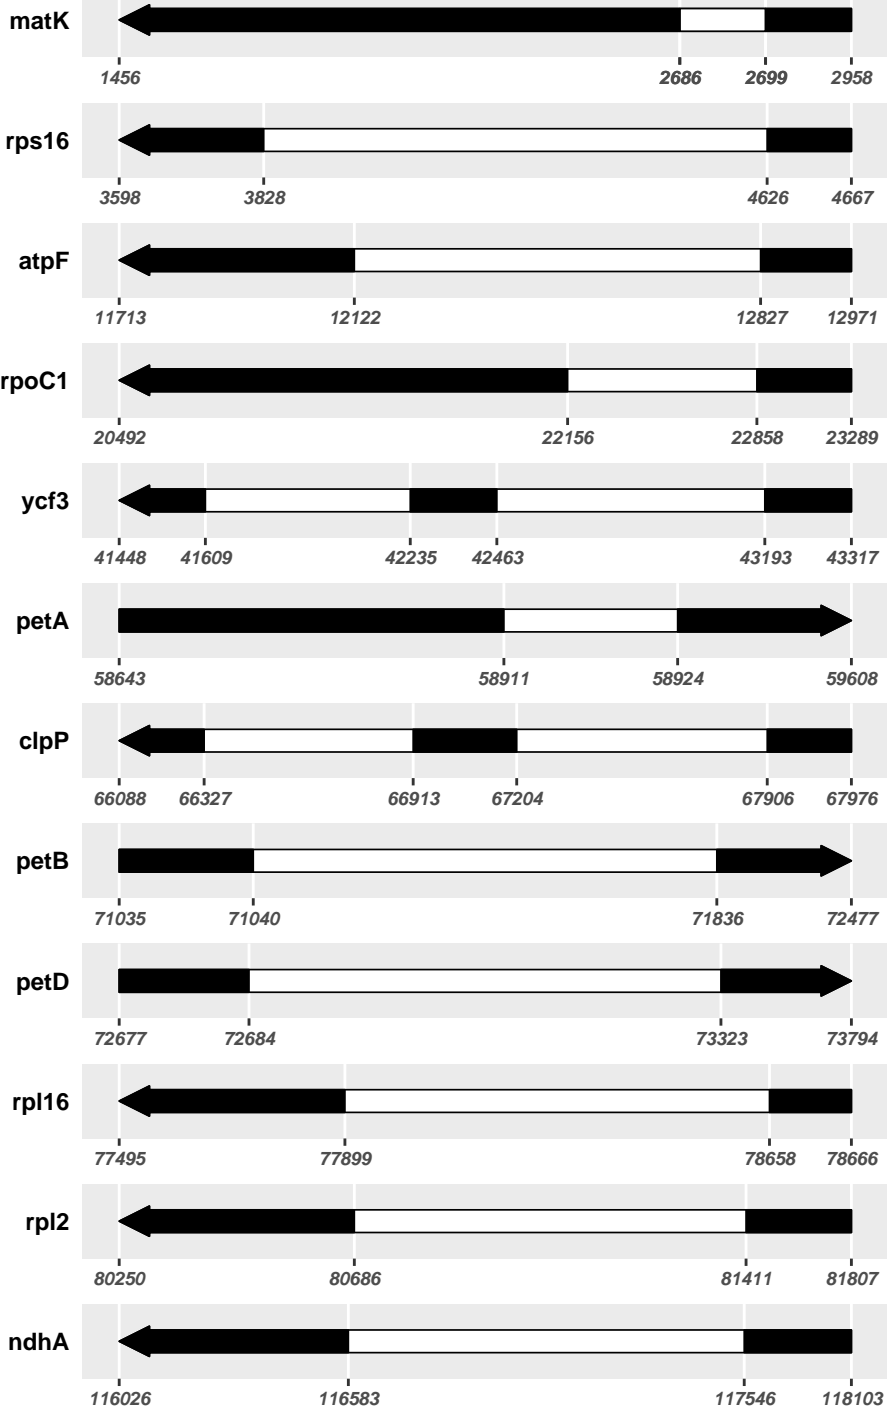 matK
1456 2686 2699 2958
rps16
3598 3828 4626 4667
atpF
11713 12122 12827 12971
rpoC1
20492 22156 22858 23289
ycf3
41448 41609 42235 42463 43193 43317
petA
58643 58911 58924 59608
clpP
66088 66327 66913 67204 67906 67976
petB
71035 71040 71836 72477
petD
72677 72684 73323 73794
rpl16
77495 77899 78658 78666
rpl2
80250 80686 81411 81807
ndhA
116026 116583 117546 118103